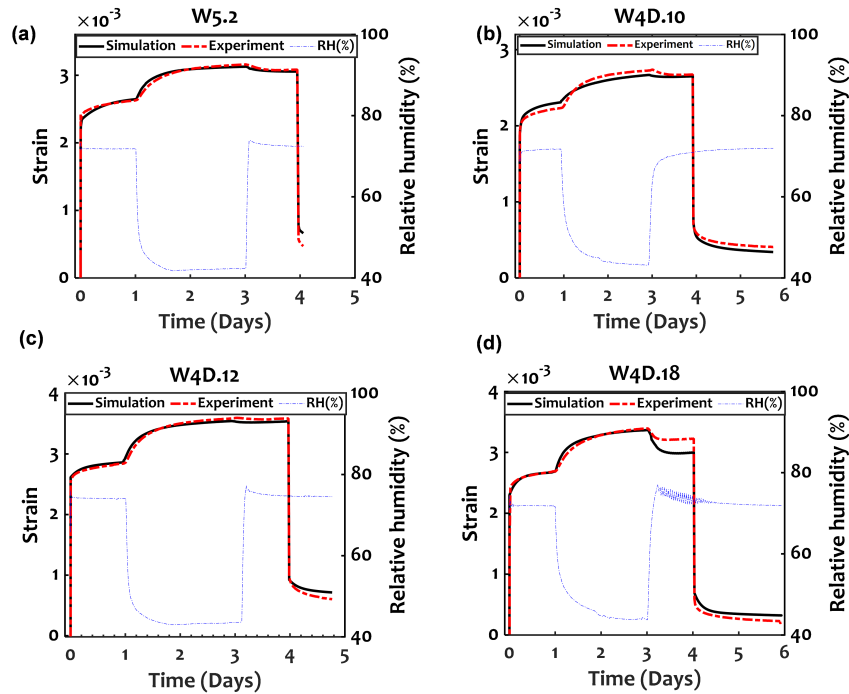 (a)
×10⁻³
W5.2
Simulation Experiment RH(%)
100
3
80
2
60
1
0
40
0 1 2 3 4 5
Strain
Relative humidity (%)
Time (Days)
(b)
×10⁻³
W4D.10
Simulation Experiment RH(%)
100
3
80
2
60
1
0
40
0 1 2 3 4 5 6
Strain
Relative humidity (%)
Time (Days)
(c)
×10⁻³
W4D.12
4
100
Simulation Experiment RH(%)
3
80
2
60
1
0
40
0 1 2 3 4 5
Strain
Relative humidity (%)
Time (Days)
(d)
×10⁻³
W4D.18
4
100
Simulation Experiment RH(%)
3
80
2
60
1
0
40
0 1 2 3 4 5 6
Strain
Relative humidity (%)
Time (Days)